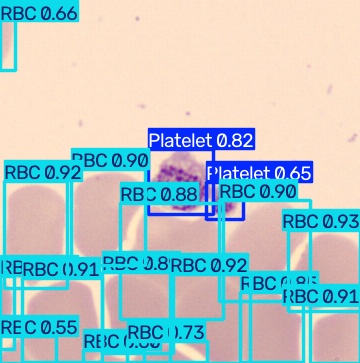 RBC 0.66
Platelet 0.82
RBC 0.90
RBC 0.92
Platelet 0.65
RBC 0.88
RBC 0.90
RBC 0.93
RBC 0.91
RBC 0.92
RBC 0.91
RBC 0.55
RBC 0.73